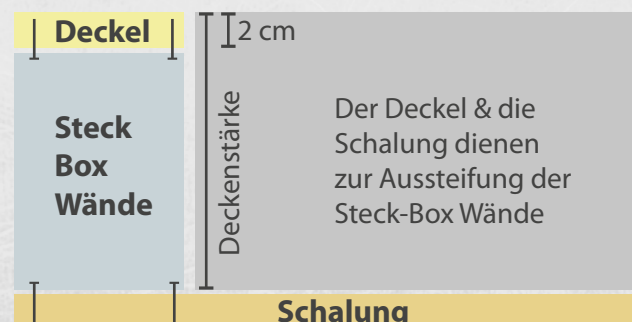 Deckel
2 cm
Steck
Box
Wände
Deckenstärke
Der Deckel & die
Schalung dienen
zur Aussteifung der
Steck-Box Wände
Schalung